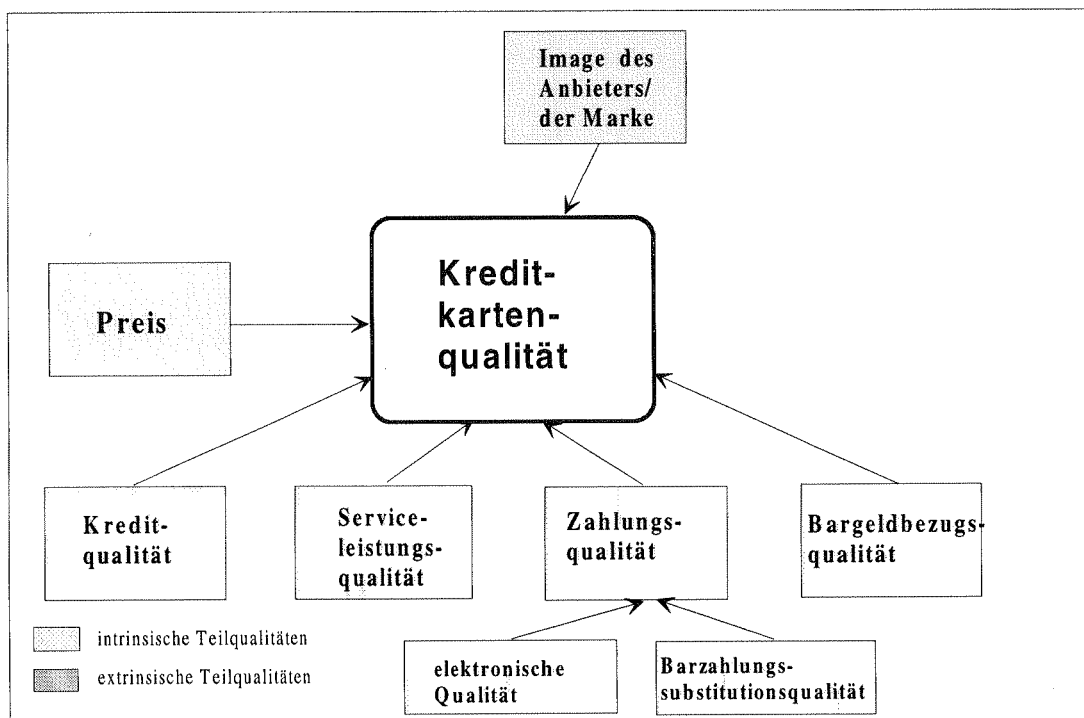 Image des
Anbieters/
der Marke
Preis
Kredit-
karten-
qualität
Kredit-
qualität
Service-
leistungs-
qualität
Zahlungs-
qualität
Bargeldbezugs-
qualität
intrinsische Teilqualitäten
extrinsische Teilqualitäten
elektronische
Qualität
Barzahlungs-
substitutionsqualität